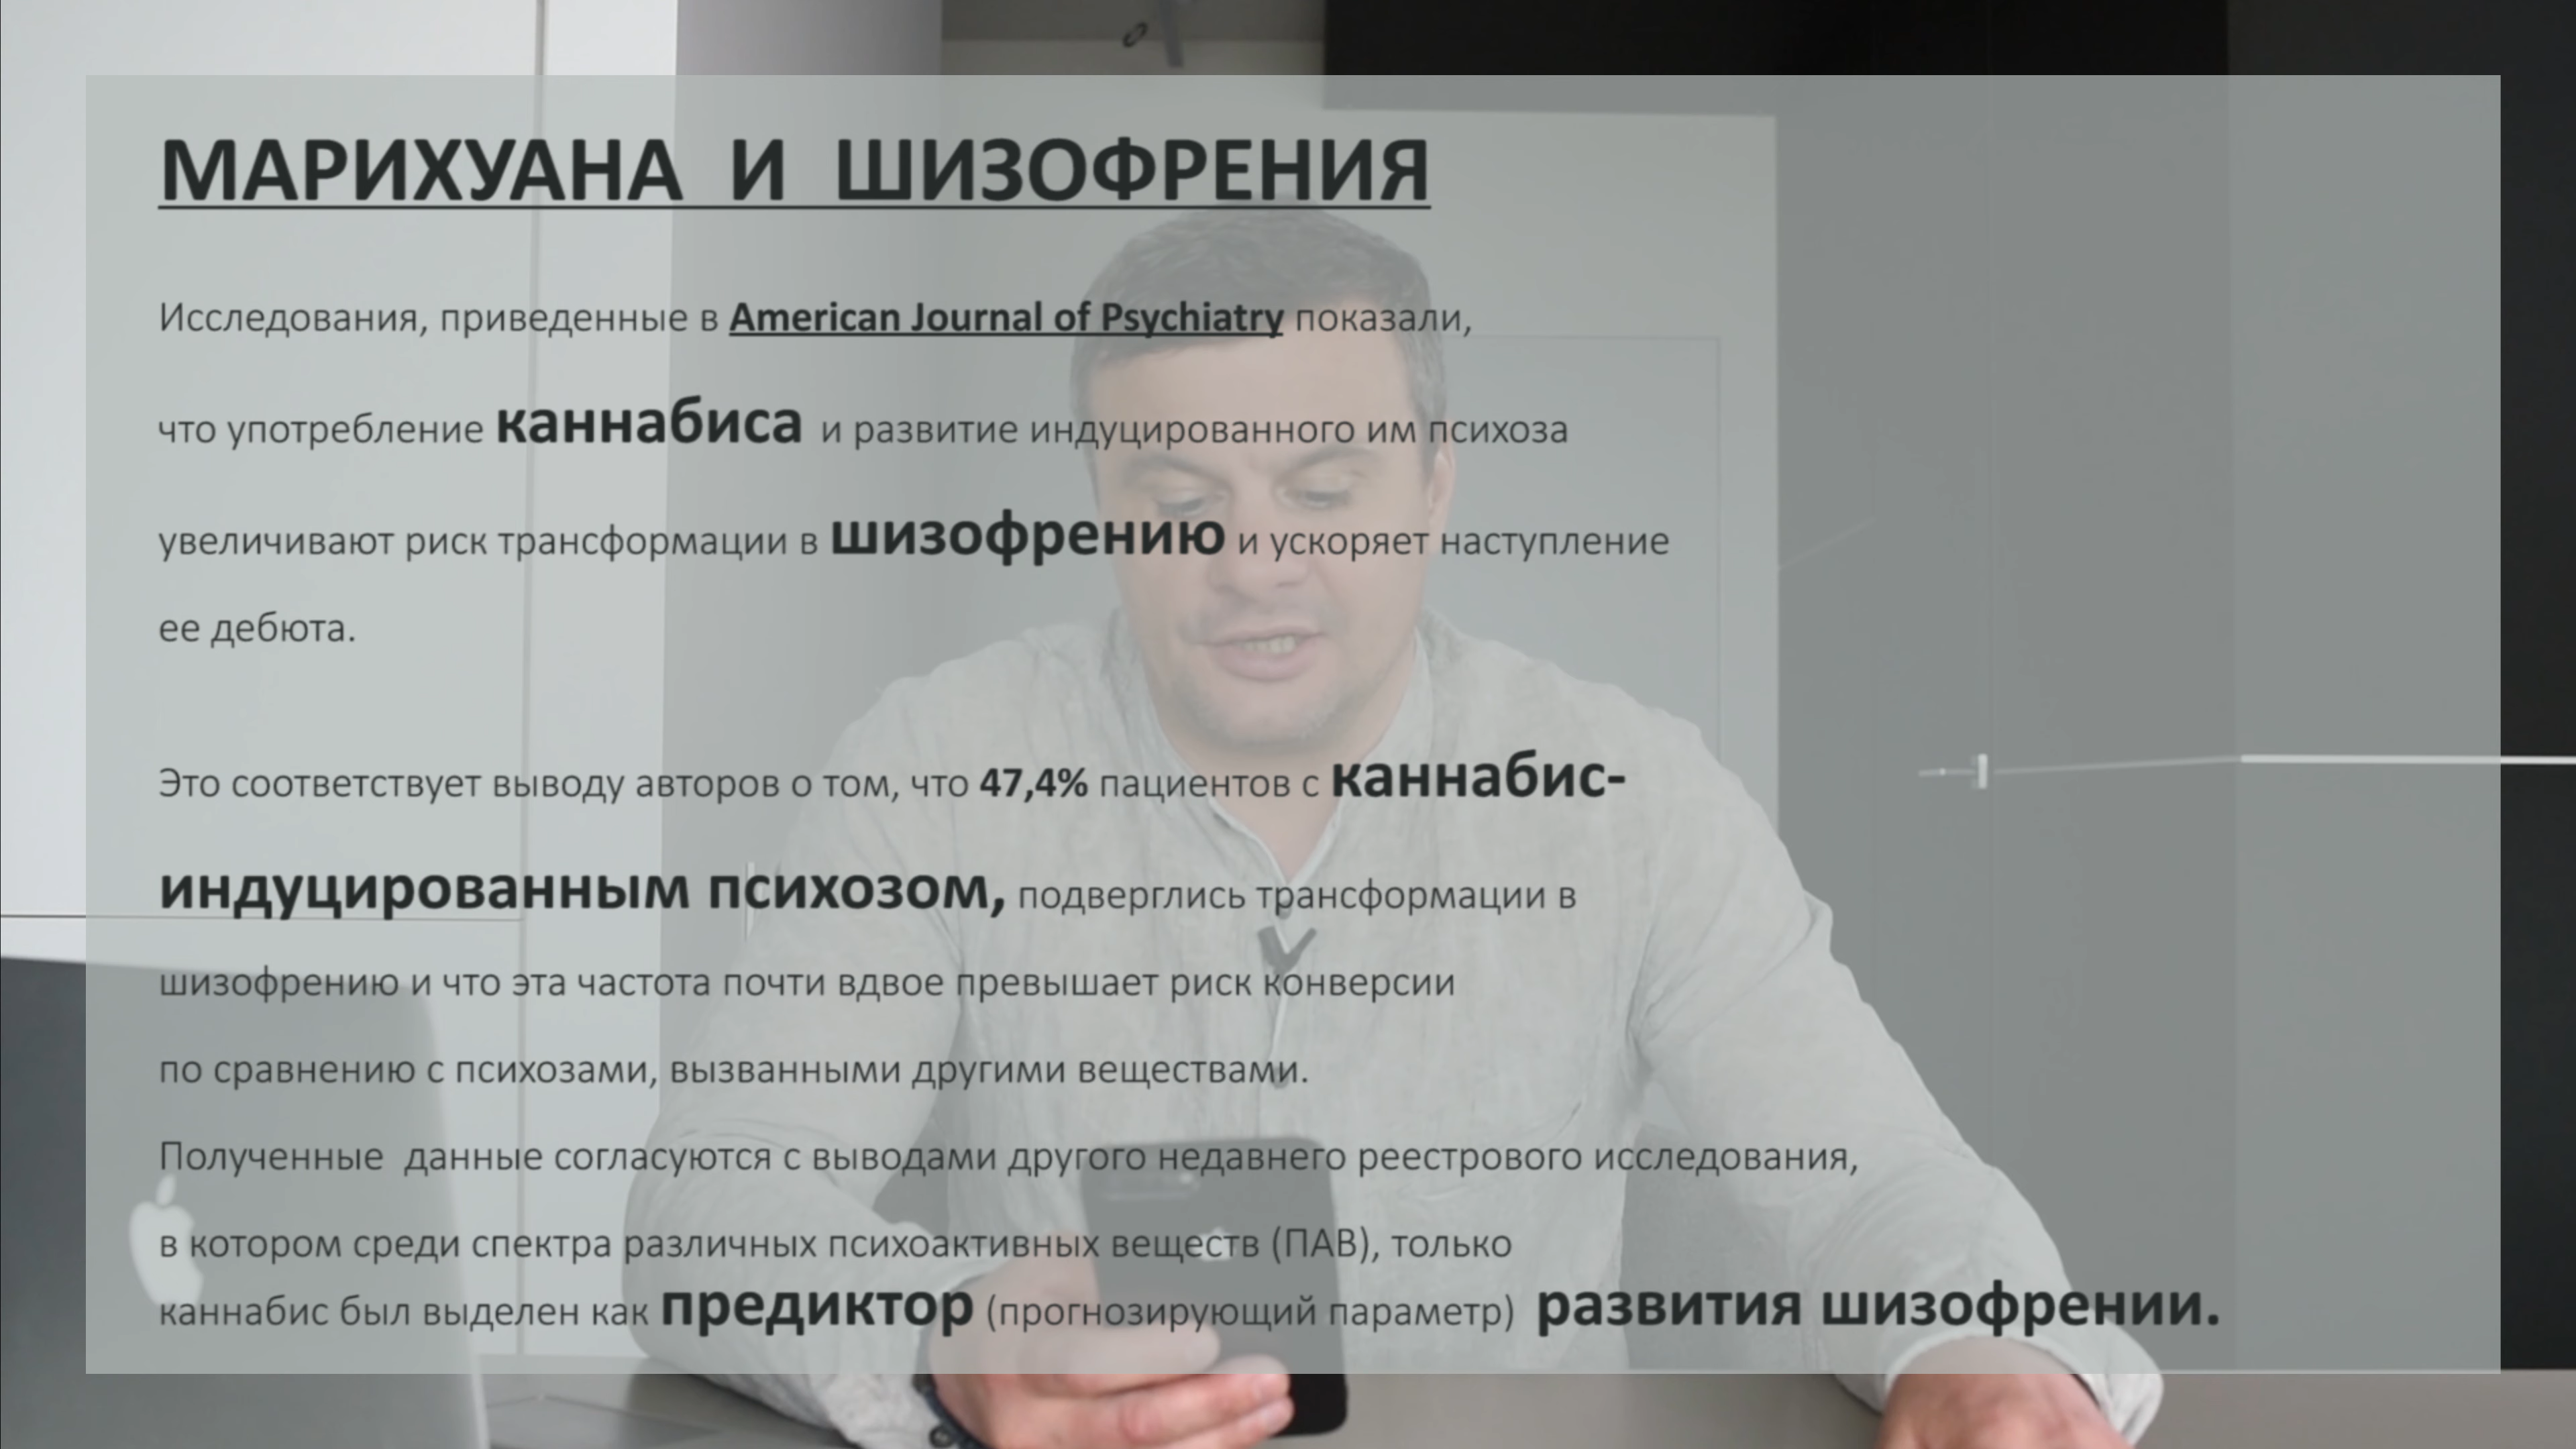 МАРИХУАНА И ШИЗОФРЕНИЯ
Исследования, приведенные в American Journal of Psychiatry показали,
что употребление каннабиса и развитие индуцированного им психоза
увеличивают риск трансформации в шизофрению и ускоряет наступление
ее дебюта.
Это соответствует выводу авторов о том, что 47,4% пациентов с каннабис-
индуцированным психозом, подверглись трансформации в
шизофрению и что эта частота почти вдвое превышает риск конверсии
по сравнению с психозами, вызванными другими веществами.
Полученные данные согласуются с выводами другого недавнего реестрового исследования,
в котором среди спектра различных психоактивных веществ (ПАВ), только
каннабис был выделен как предиктор (прогнозирующий параметр) развития шизофрении.